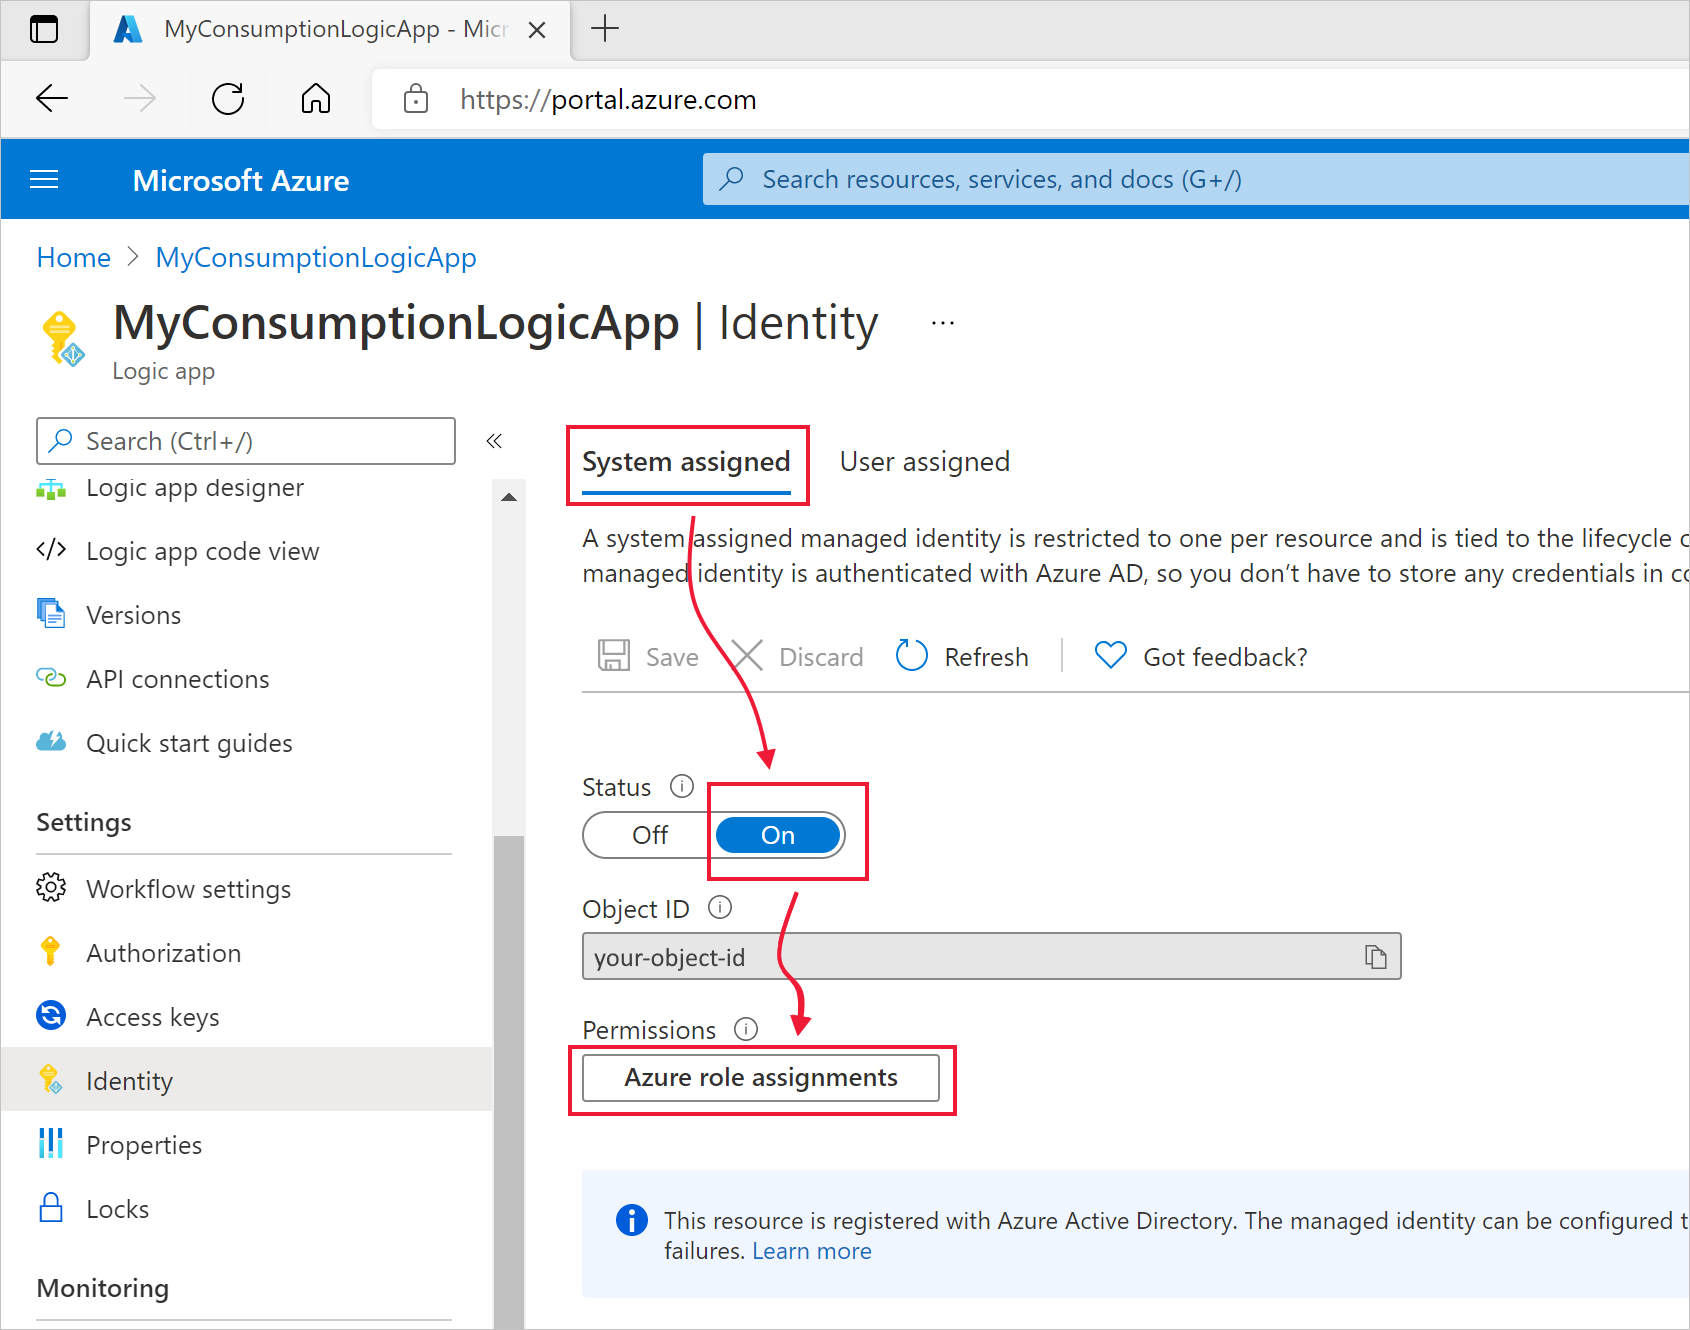 MyConsumptionLogicApp - Micr
https://portal.azure.com
Microsoft Azure
Search resources, services, and docs (G+/)
Home > MyConsumptionLogicApp
MyConsumptionLogicApp | Identity ...
Logic app
Search (Ctrl+/)
«
Logic app designer
Logic app code view
Versions
API connections
Quick start guides
Settings
Workflow settings
Authorization
Access keys
Identity
Properties
Locks
Monitoring
System assigned User assigned
A system assigned managed identity is restricted to one per resource and is tied to the lifecycle
managed identity is authenticated with Azure AD, so you don’t have to store any credentials in
Save Discard Refresh Got feedback?
Status
Off On
Object ID
your-object-id
Permissions
Azure role assignments
This resource is registered with Azure Active Directory. The managed identity can be configured
failures. Learn more